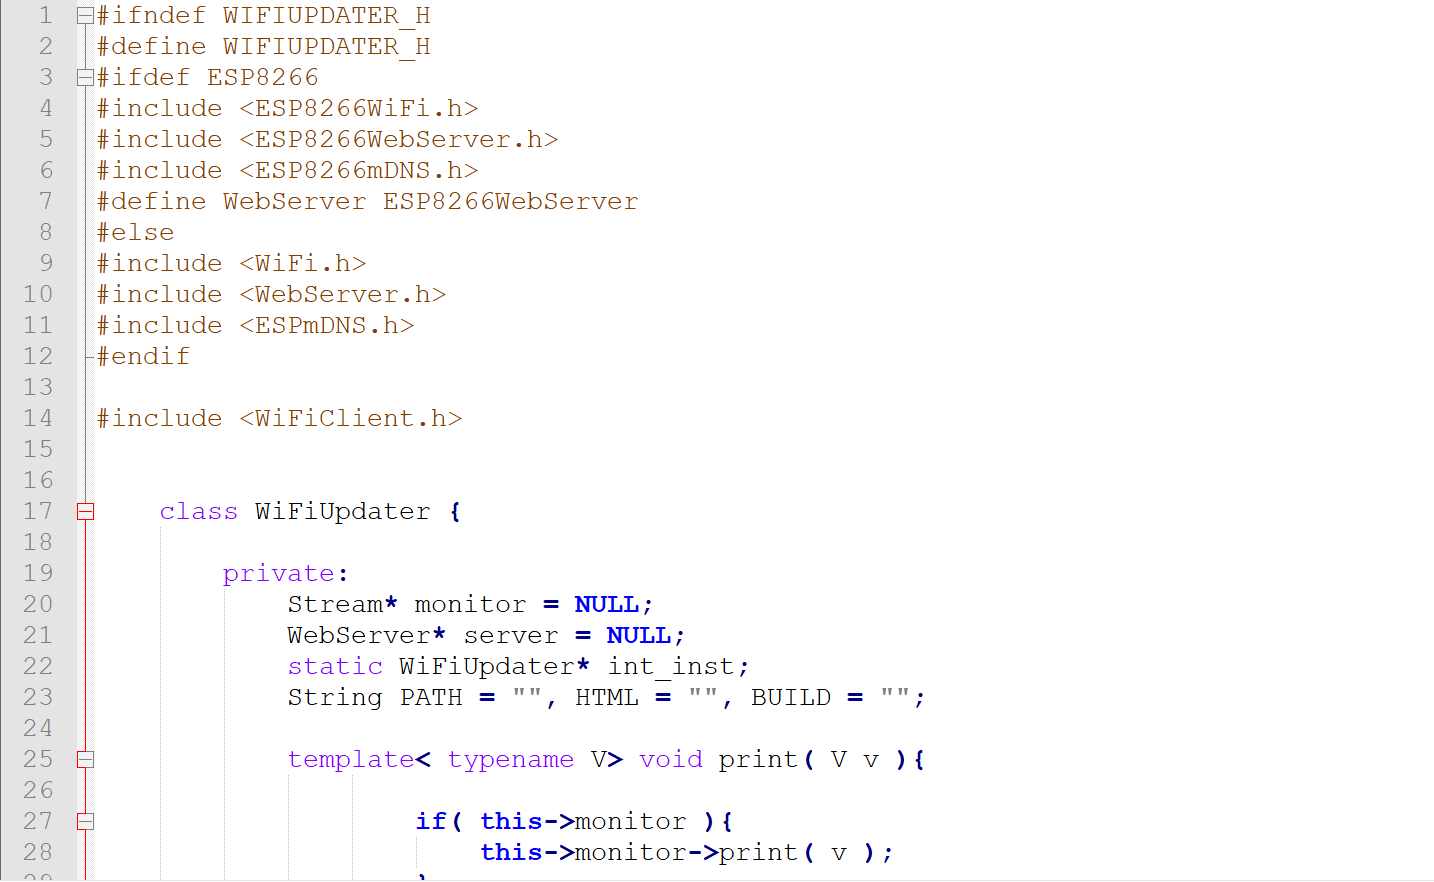 1 #ifndef WIFIUPDATER_H
2 #define WIFIUPDATER_H
3 #ifdef ESP8266
4 #include <ESP8266WiFi.h>
5 #include <ESP8266WebServer.h>
6 #include <ESP8266mDNS.h>
7 #define WebServer ESP8266WebServer
8 #else
9 #include <WiFi.h>
10 #include <WebServer.h>
11 #include <ESPmDNS.h>
12 #endif
13
14 #include <WiFiClient.h>
15
16
17 class WiFiUpdater {
18
19 private:
20 Stream* monitor = NULL;
21 WebServer* server = NULL;
22 static WiFiUpdater* int_inst;
23 String PATH = "", HTML = "", BUILD = "";
24
25 template< typename V> void print( V v ){
26
27 if( this->monitor ){
28 this->monitor->print( v );